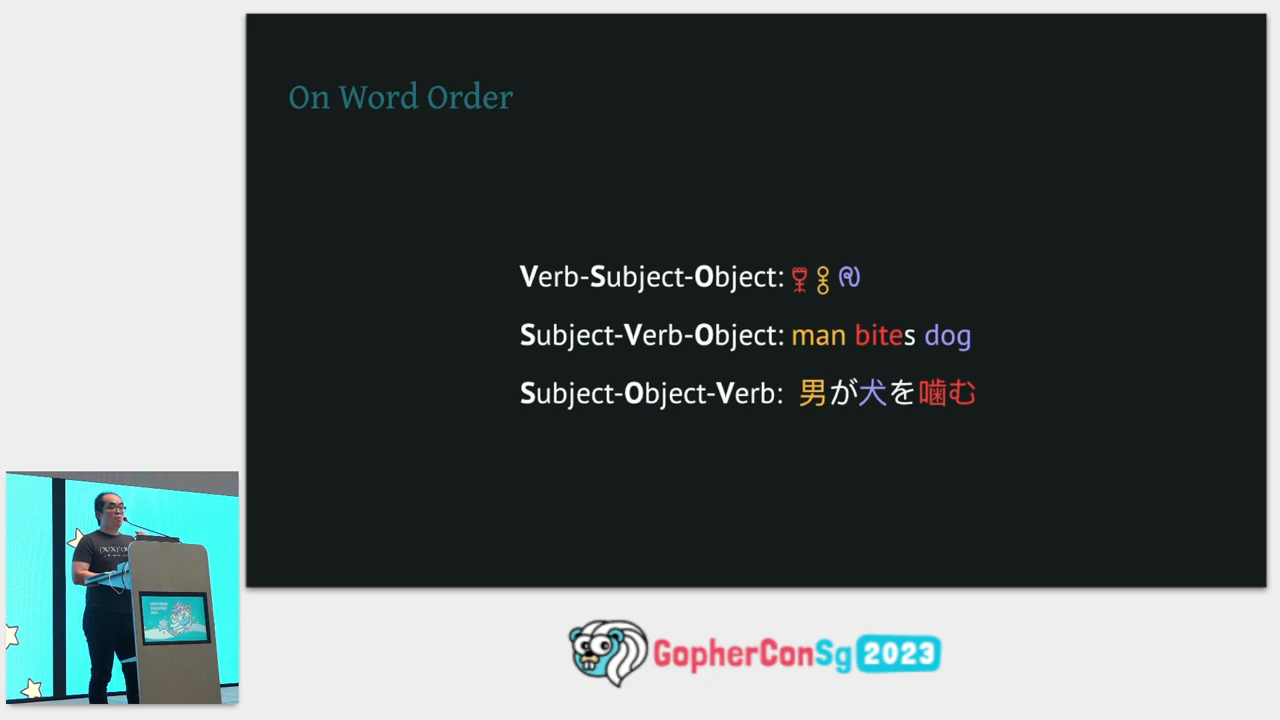 On Word Order
Verb-Subject-Object:
Subject-Verb-Object: man bites dog
Subject-Object-Verb: 男が犬を噛む
GopherConSg 2023